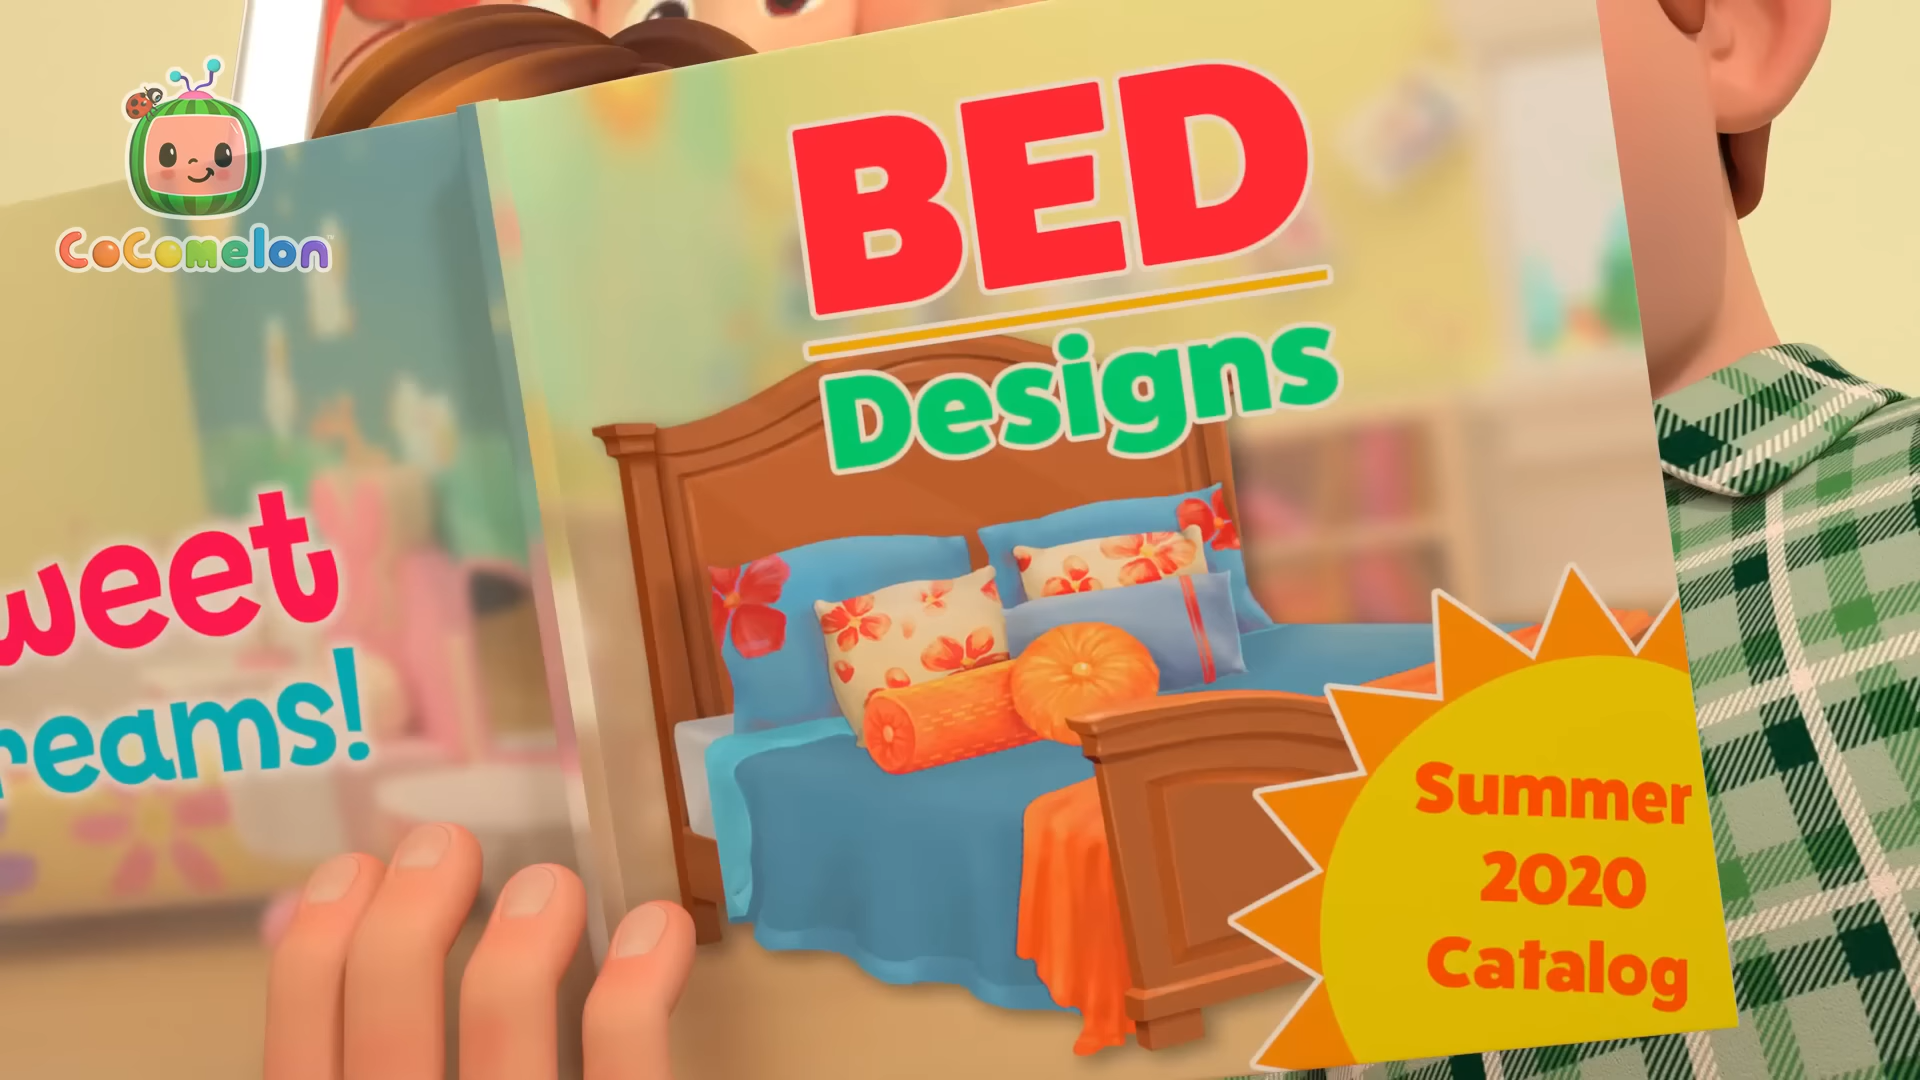 CoComelon
BED
Designs
weet
reams!
Summer
2020
Catalog